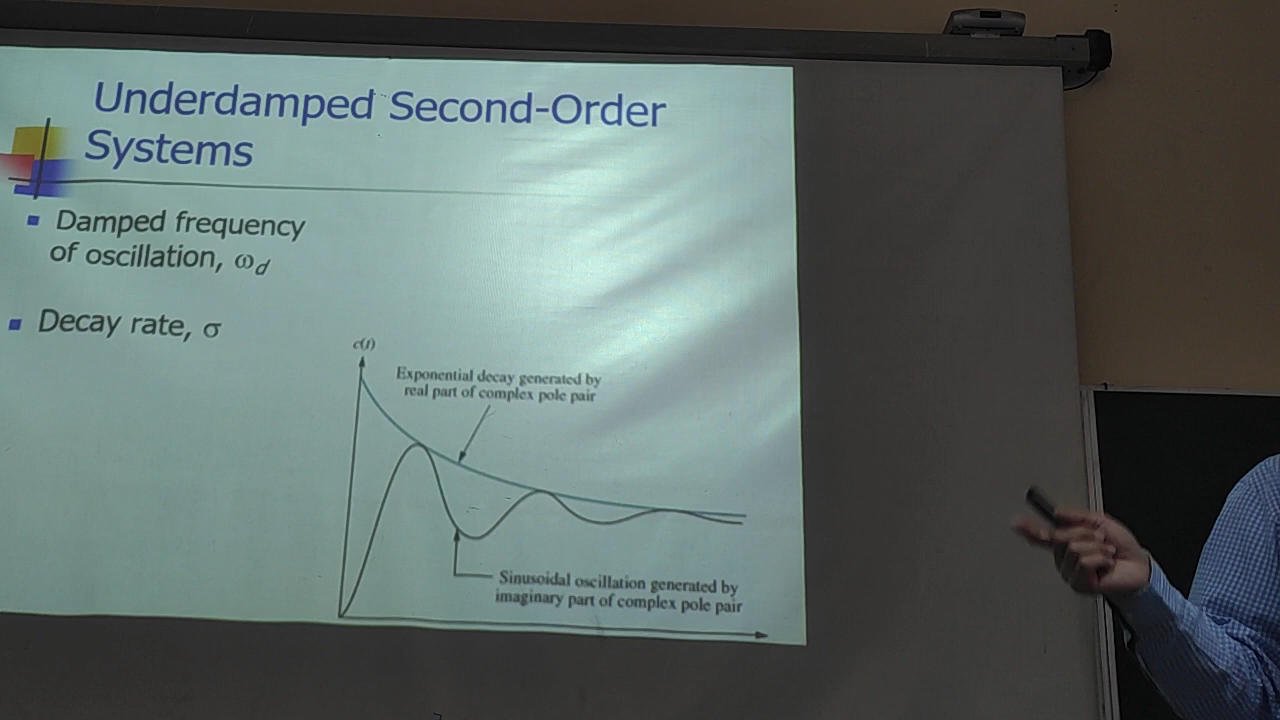 Underdamped Second-Order
Systems
Damped frequency
of oscillation, ωd
Decay rate, σ
c(t)
Exponential decay generated by
real part of complex pole pair
Sinusoidal oscillation generated by
imaginary part of complex pole pair